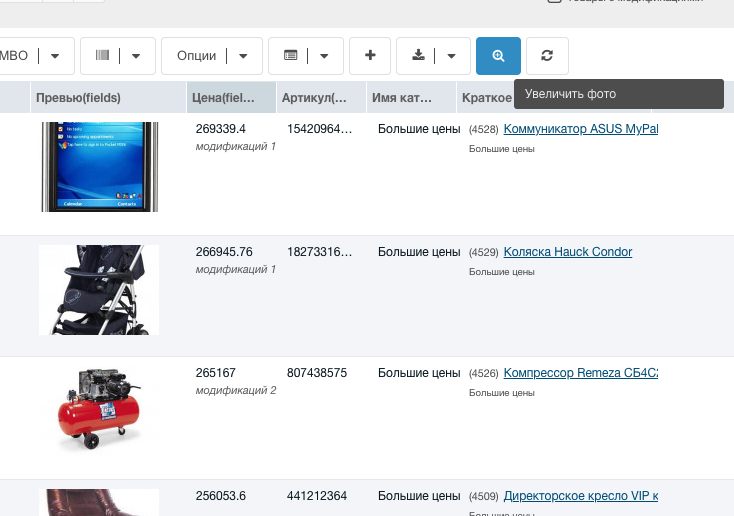 МВО
Опции
Увеличить фото
Превью(fields)
Цена(fiel…
Артикул(…
Имя кат…
Краткое
269339.4
модификаций 1
15420964…
Большие цены
(4528) Коммуникатор ASUS MyPal
Большие цены
266945.76
модификаций 1
18273316…
Большие цены
(4529) Коляска Hauck Condor
Большие цены
265167
модификаций 2
807438575
Большие цены
(4526) Компрессор Remeza СБ4С
Большие цены
256053.6
441212364
Большие цены
(4509) Директорское кресло VIP к
Большие цены